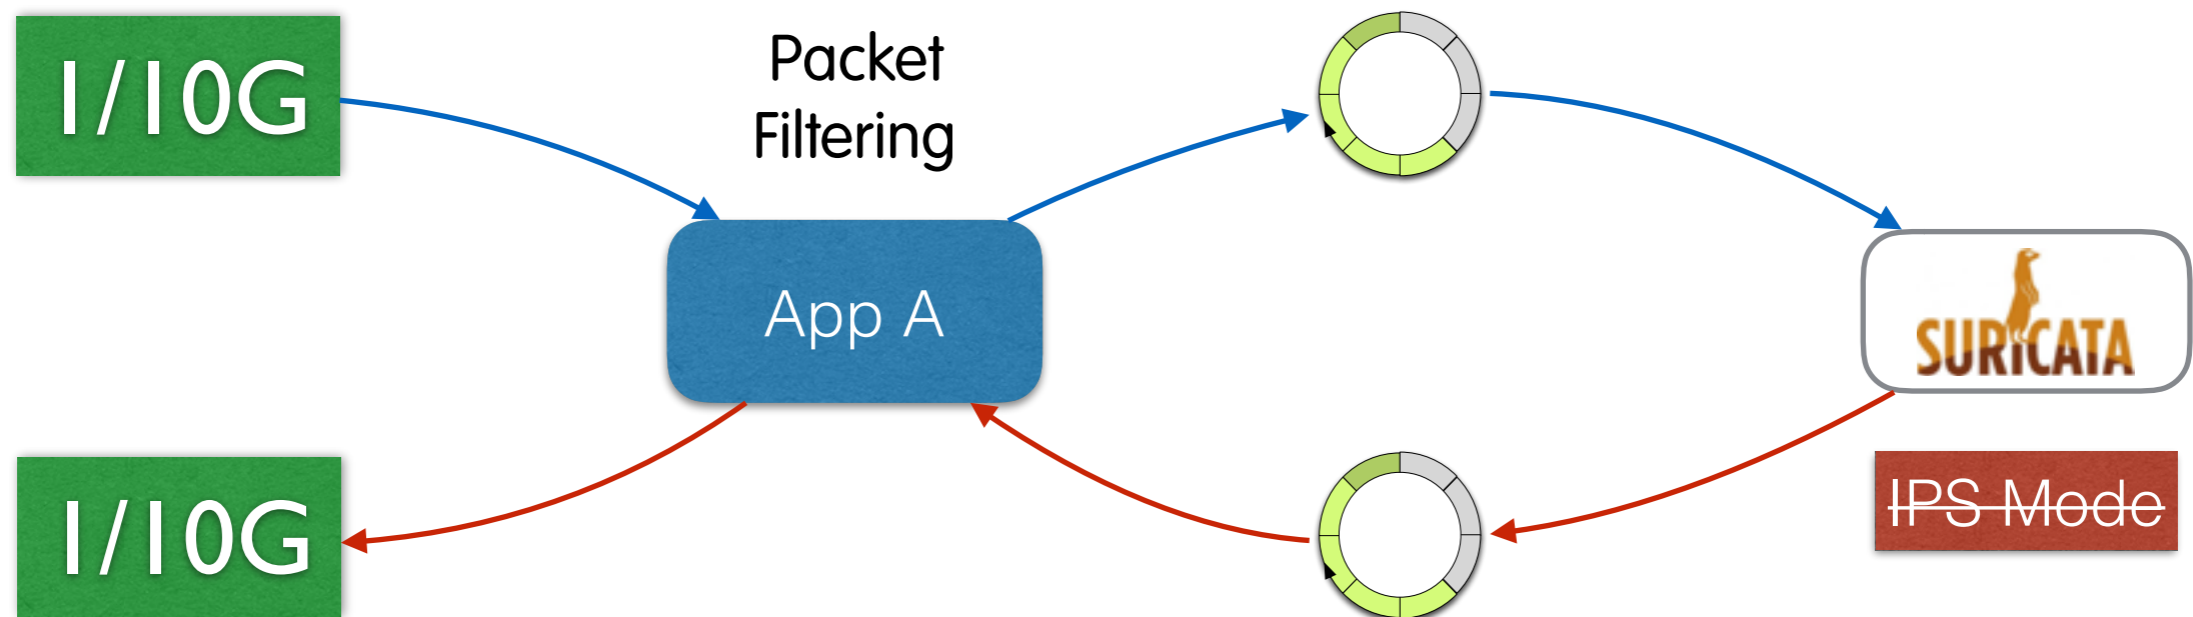 1/10G
Packet
Filtering
App A
SURICATA
1/10G
IPS Mode